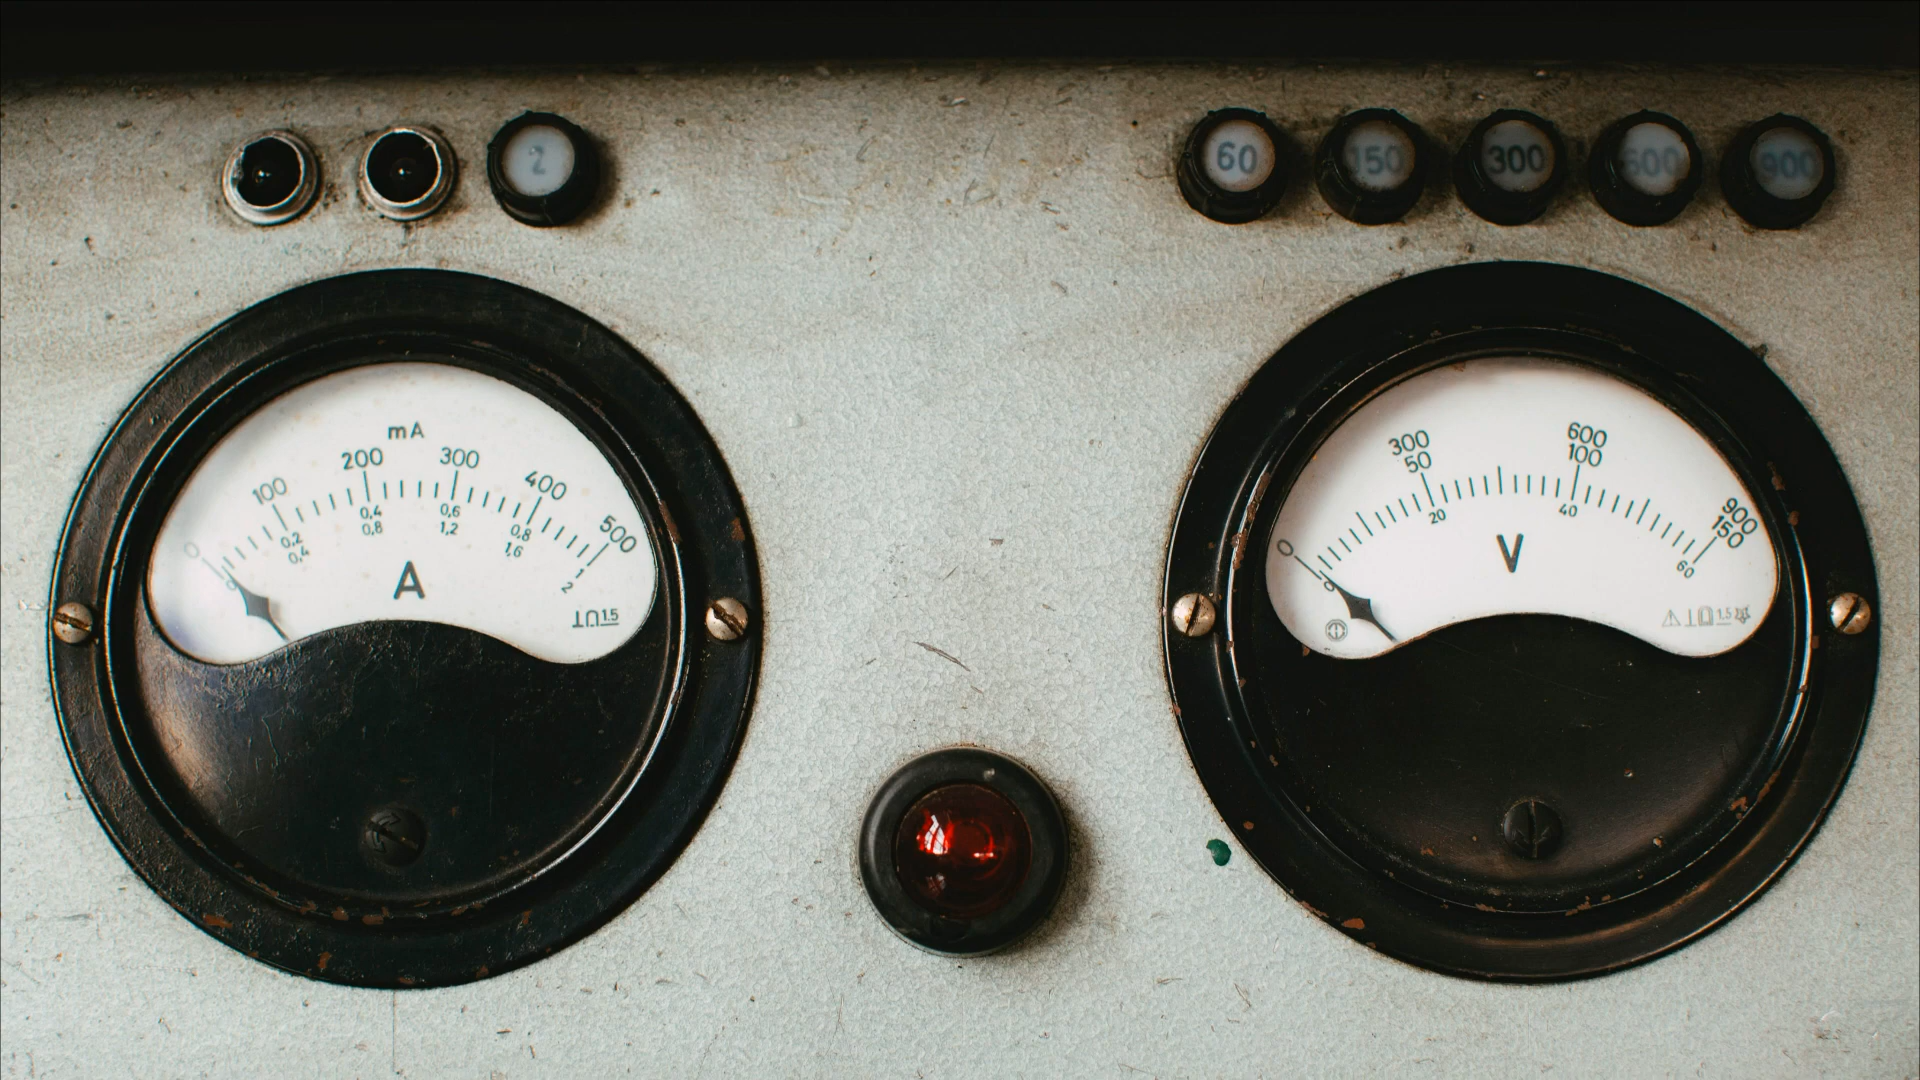 2
60 150 300 600 900
mA
0 100 200 300 400 500
0 0,2 0,4 0,6 0,8 1
0,4 0,8 1,2 1,6 2
A
1.5
300 600 900
0 50 100 150
0 20 40 60
V
1.5